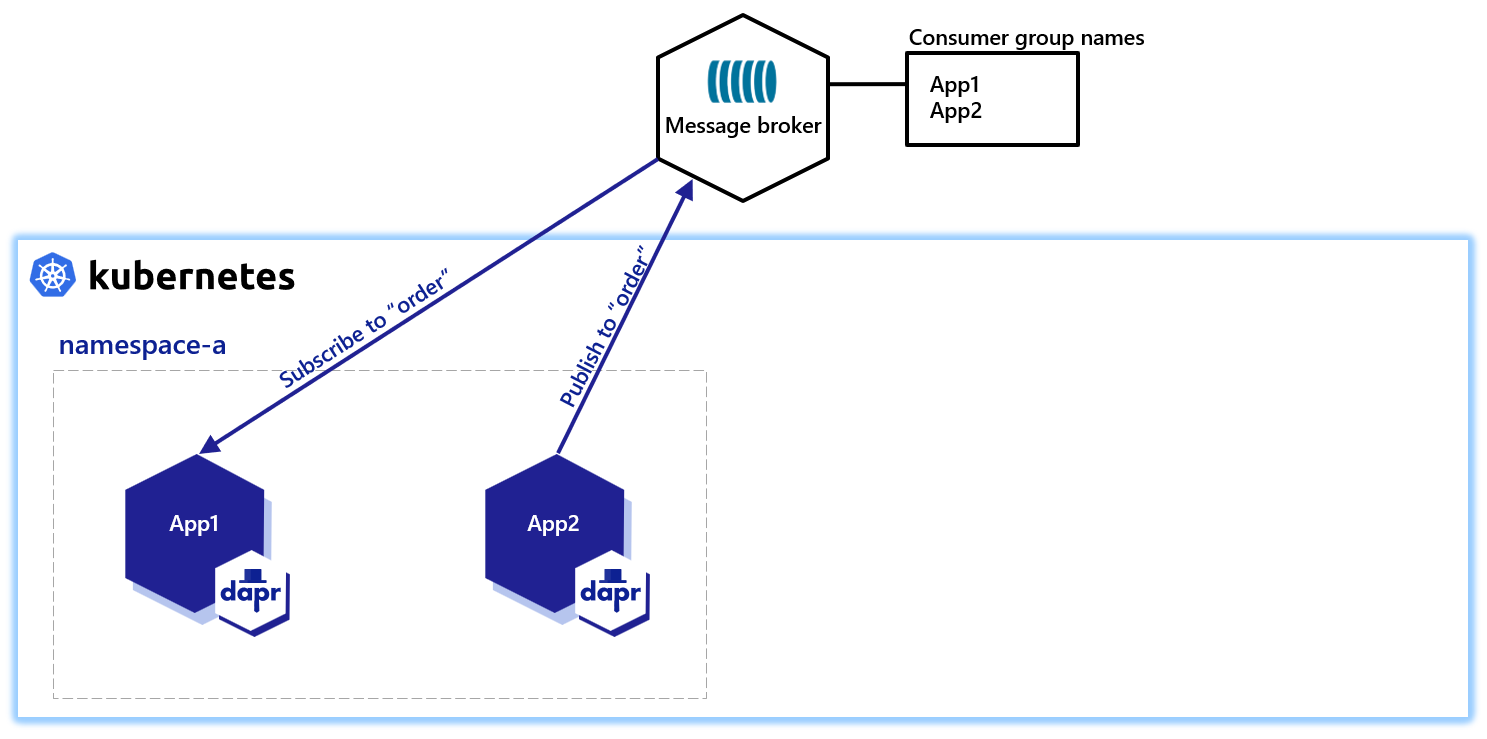 Consumer group names
App1
App2
Message broker
kubernetes
namespace-a
Subscribe to “order”
Publish to “order”
App1
dapr
App2
dapr